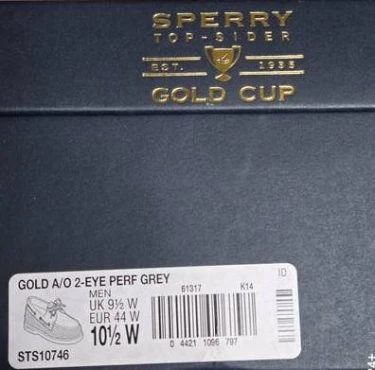 SPERRY
TOP-SIDER
EST. 1935
GOLD CUP
GOLD A/O 2-EYE PERF GREY
MEN
UK 9½ W
EUR 44 W
10½ W
STS10746
61317 K14
0 4421 1096 797
ID
4+